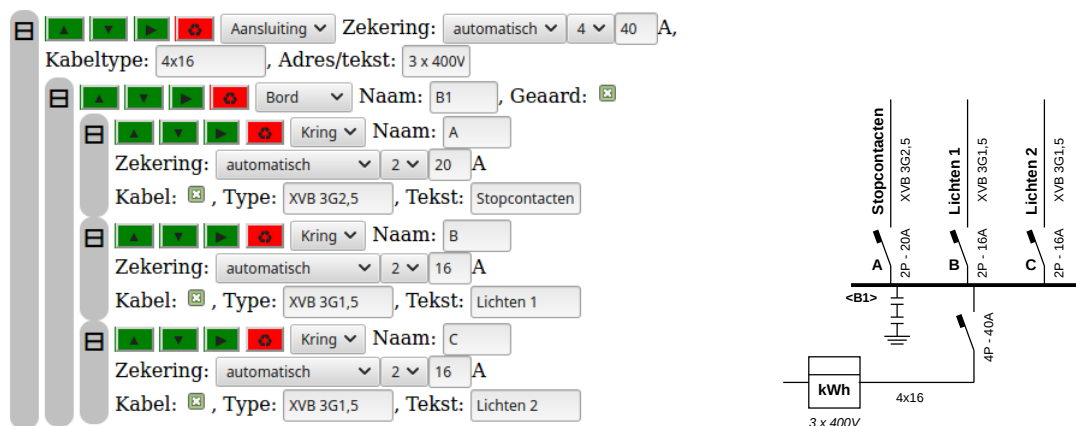 Aansluiting Zekering: automatisch 4 40 A,
Kabeltype: 4x16 , Adres/tekst: 3 x 400V
Bord Naam: B1 , Geaard:
Kring Naam: A
Zekering: automatisch 2 20 A
Kabel: , Type: XVB 3G2,5 , Tekst: Stopcontacten
Kring Naam: B
Zekering: automatisch 2 16 A
Kabel: , Type: XVB 3G1,5 , Tekst: Lichten 1
Kring Naam: C
Zekering: automatisch 2 16 A
Kabel: , Type: XVB 3G1,5 , Tekst: Lichten 2
Stopcontacten
XVB 3G2,5
Lichten 1
XVB 3G1,5
Lichten 2
XVB 3G1,5
A
2P - 20A
B
2P - 16A
C
2P - 16A
<B1>
4P - 40A
kWh
4x16
3 x 400V